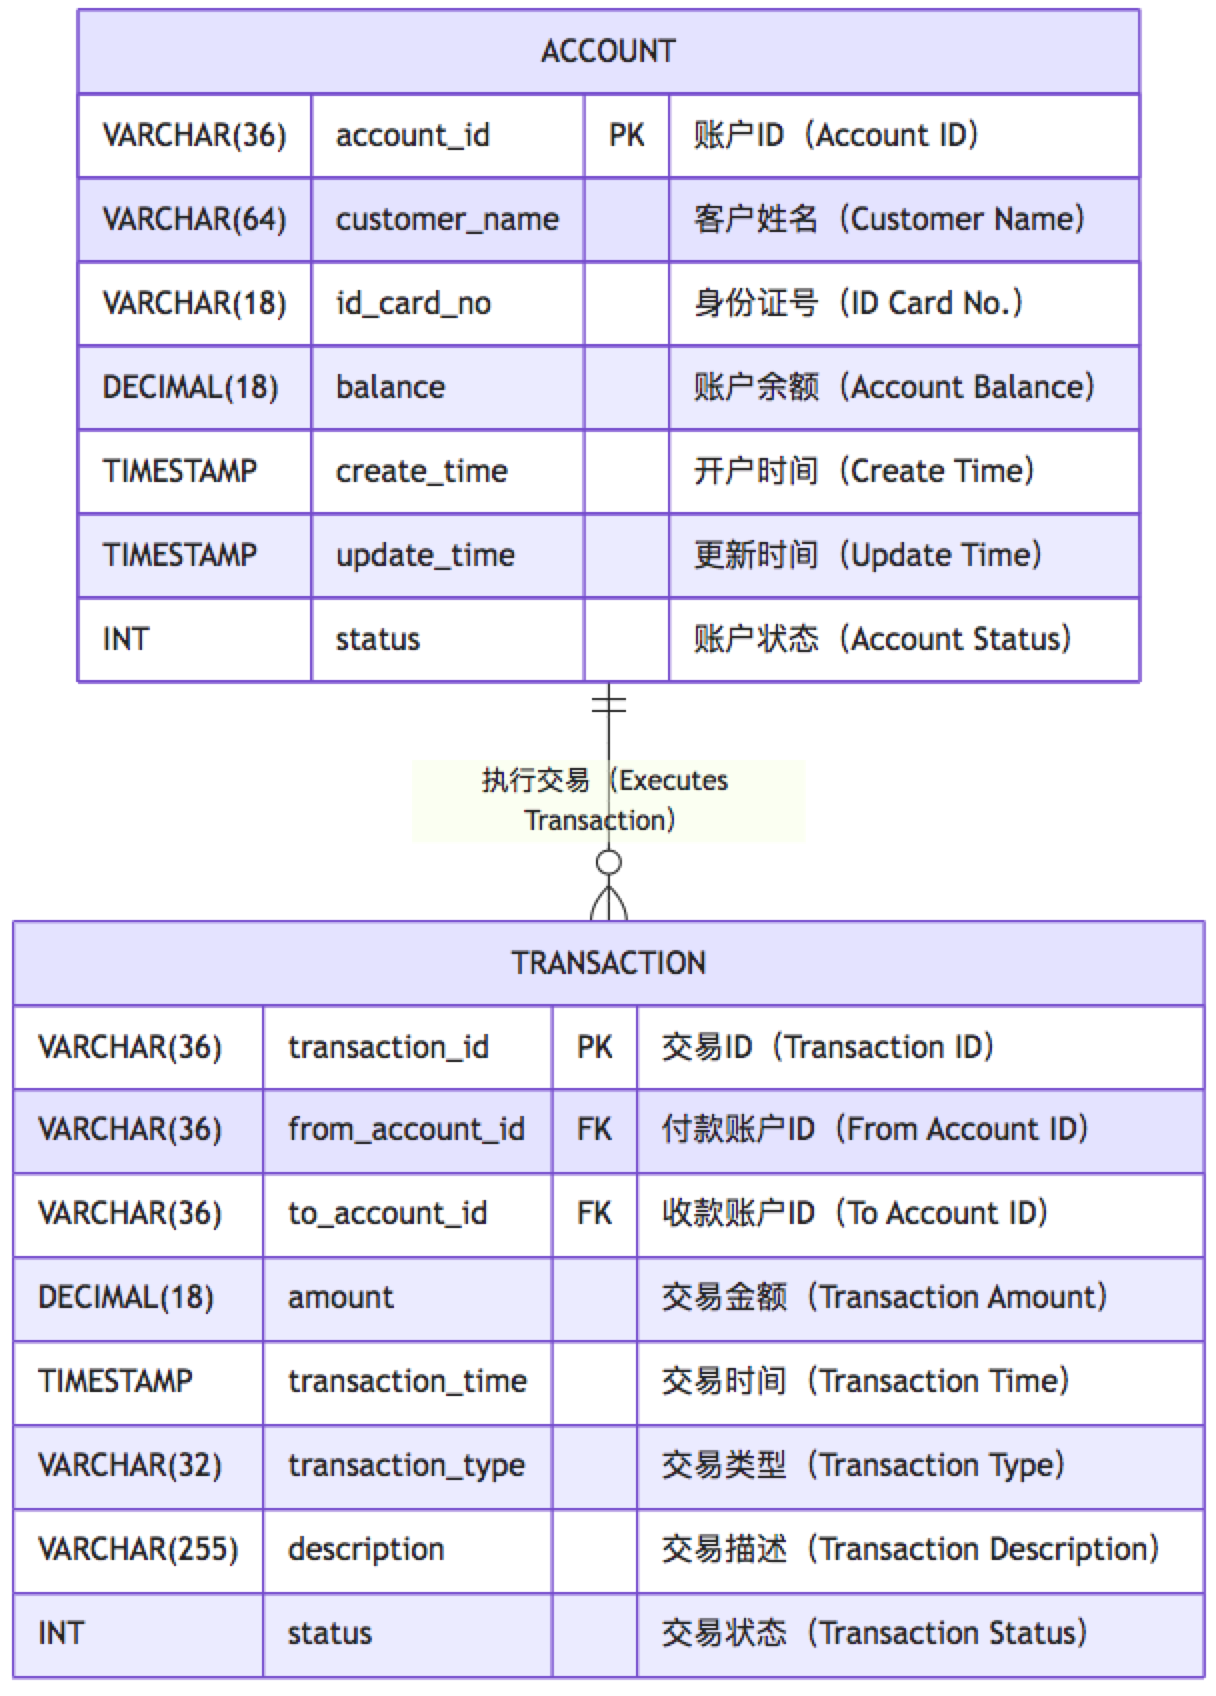 ACCOUNT
VARCHAR(36) account_id PK 账户ID（Account ID）
VARCHAR(64) customer_name 客户姓名（Customer Name）
VARCHAR(18) id_card_no 身份证号（ID Card No.）
DECIMAL(18) balance 账户余额（Account Balance）
TIMESTAMP create_time 开户时间（Create Time）
TIMESTAMP update_time 更新时间（Update Time）
INT status 账户状态（Account Status）
执行交易（Executes
Transaction）
TRANSACTION
VARCHAR(36) transaction_id PK 交易ID（Transaction ID）
VARCHAR(36) from_account_id FK 付款账户ID（From Account ID）
VARCHAR(36) to_account_id FK 收款账户ID（To Account ID）
DECIMAL(18) amount 交易金额（Transaction Amount）
TIMESTAMP transaction_time 交易时间（Transaction Time）
VARCHAR(32) transaction_type 交易类型（Transaction Type）
VARCHAR(255) description 交易描述（Transaction Description）
INT status 交易状态（Transaction Status）